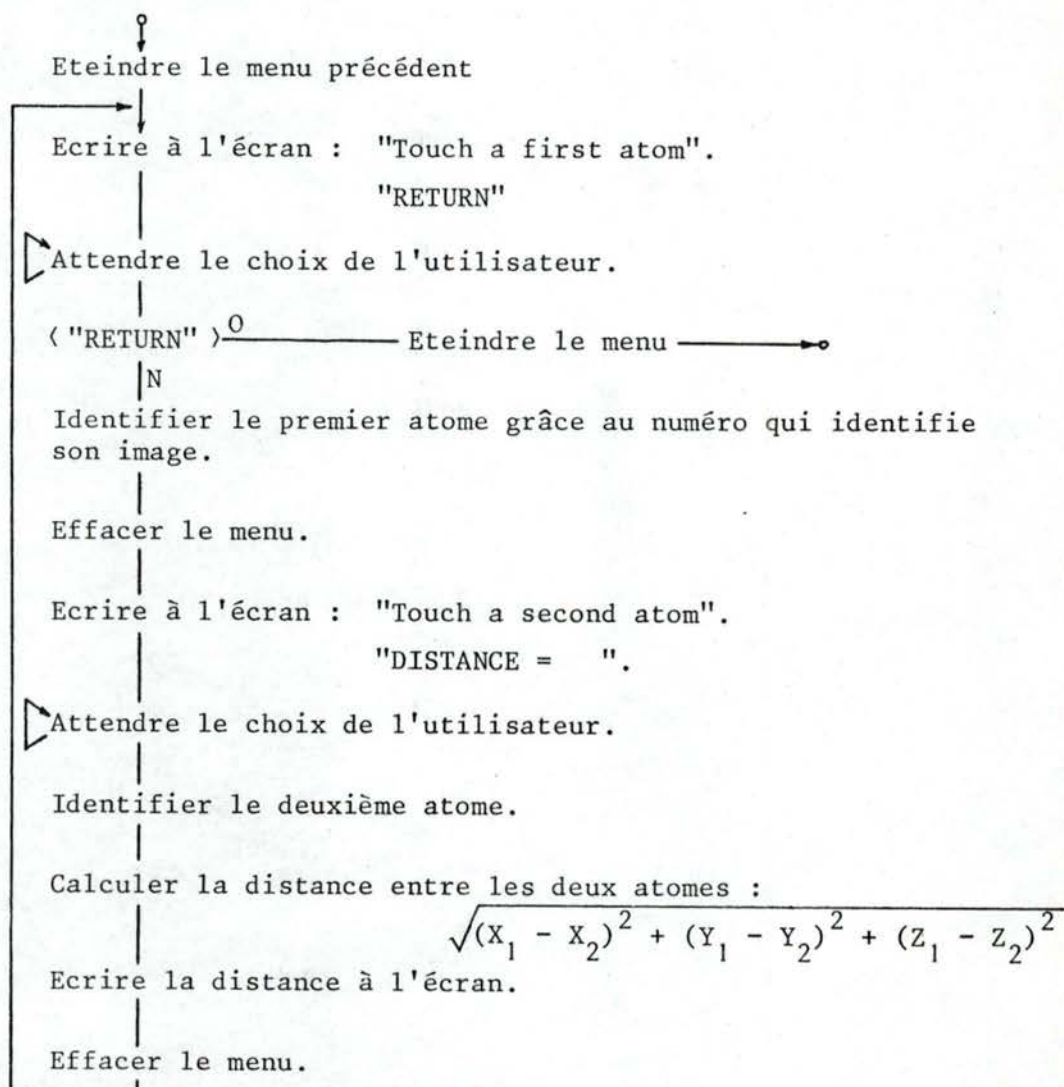 Eteindre le menu précédent
Ecrire à l'écran : "Touch a first atom".
"RETURN"
Attendre le choix de l'utilisateur.
< "RETURN" > O Eteindre le menu
N
Identifier le premier atome grâce au numéro qui identifie
son image.
Effacer le menu.
Ecrire à l'écran : "Touch a second atom".
"DISTANCE = ".
Attendre le choix de l'utilisateur.
Identifier le deuxième atome.
Calculer la distance entre les deux atomes :
√(X₁ - X₂)² + (Y₁ - Y₂)² + (Z₁ - Z₂)²
Ecrire la distance à l'écran.
Effacer le menu.